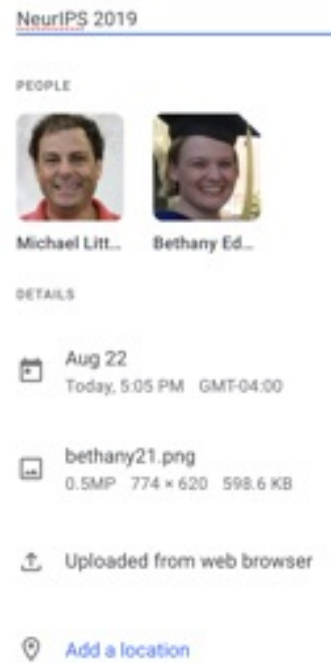 NeurIPS 2019
PEOPLE
Michael Litt... Bethany Ed...
DETAILS
Aug 22
Today, 5:05 PM GMT-04:00
bethany21.png
0.5MP 774 × 620 598.6 KB
Uploaded from web browser
Add a location